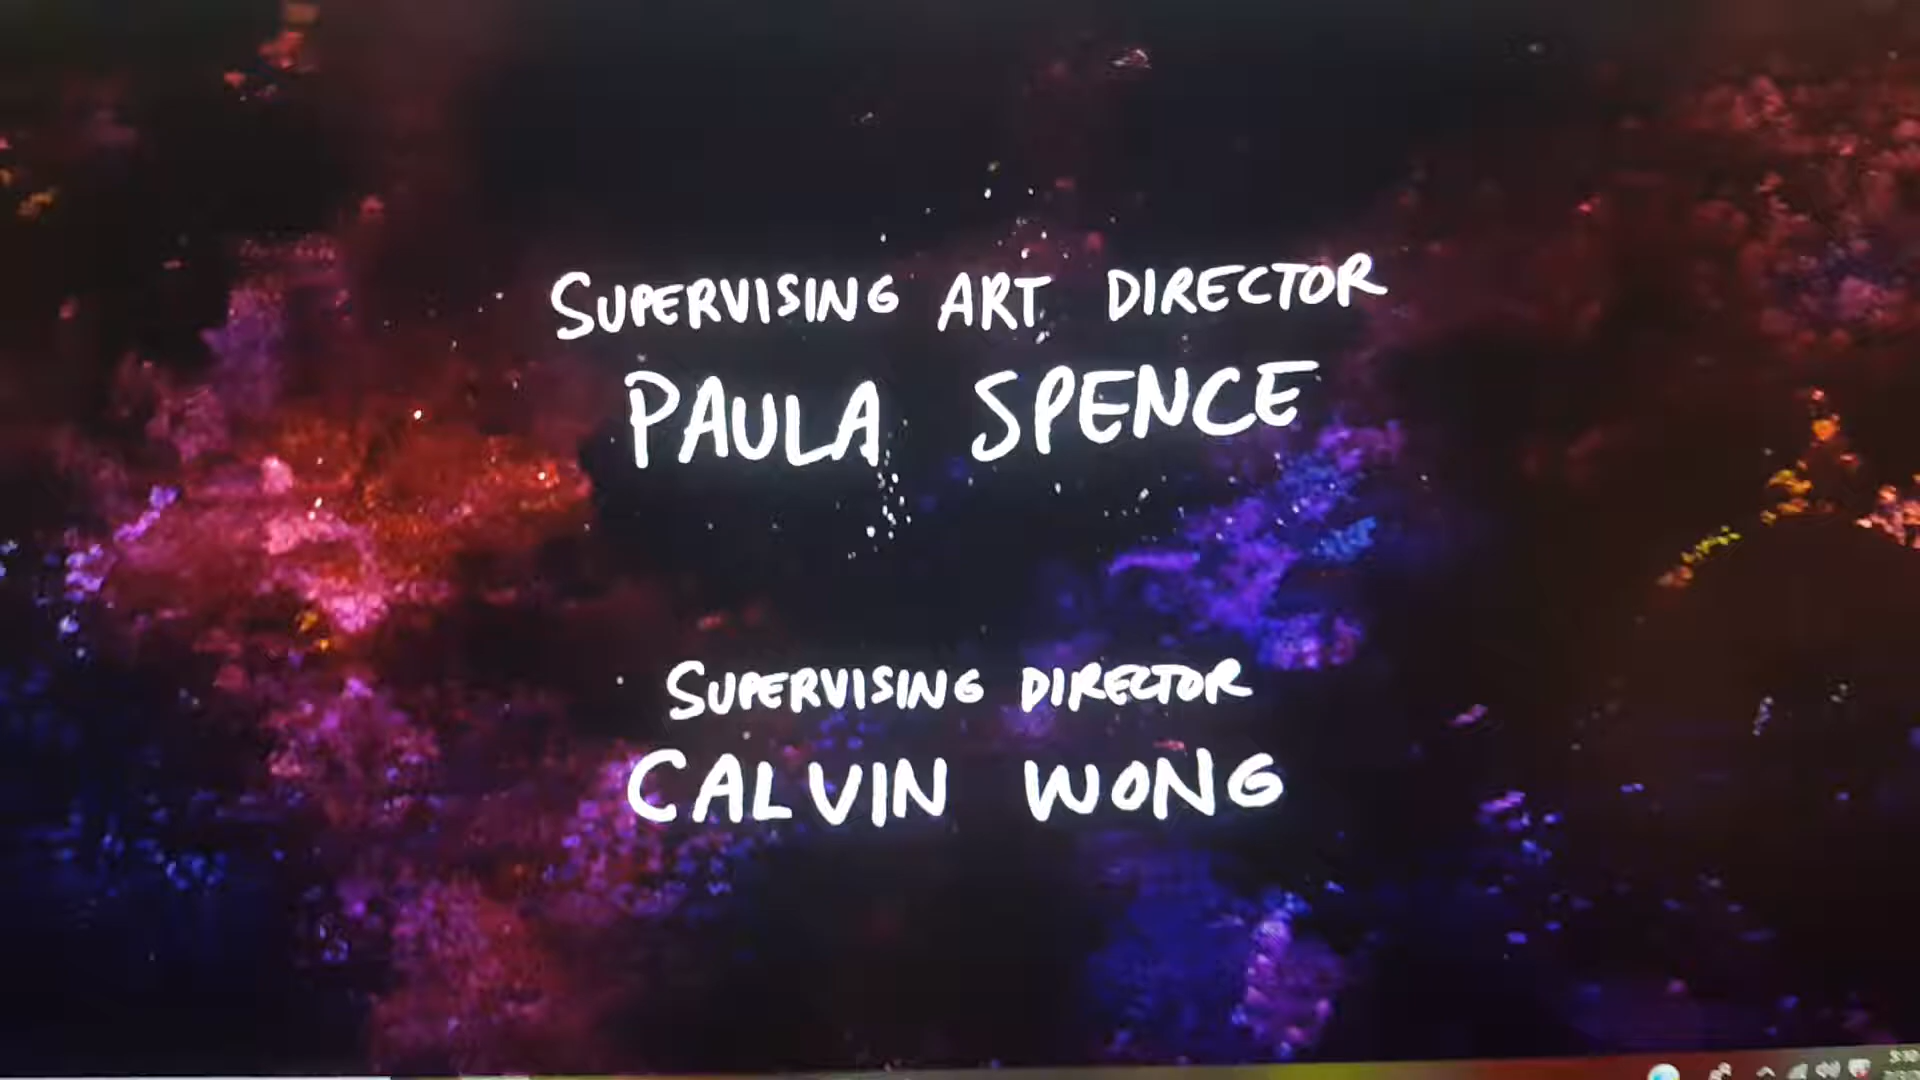 SUPERVISING ART DIRECTOR
PAULA SPENCE
SUPERVISING DIRECTOR
CALVIN WONG